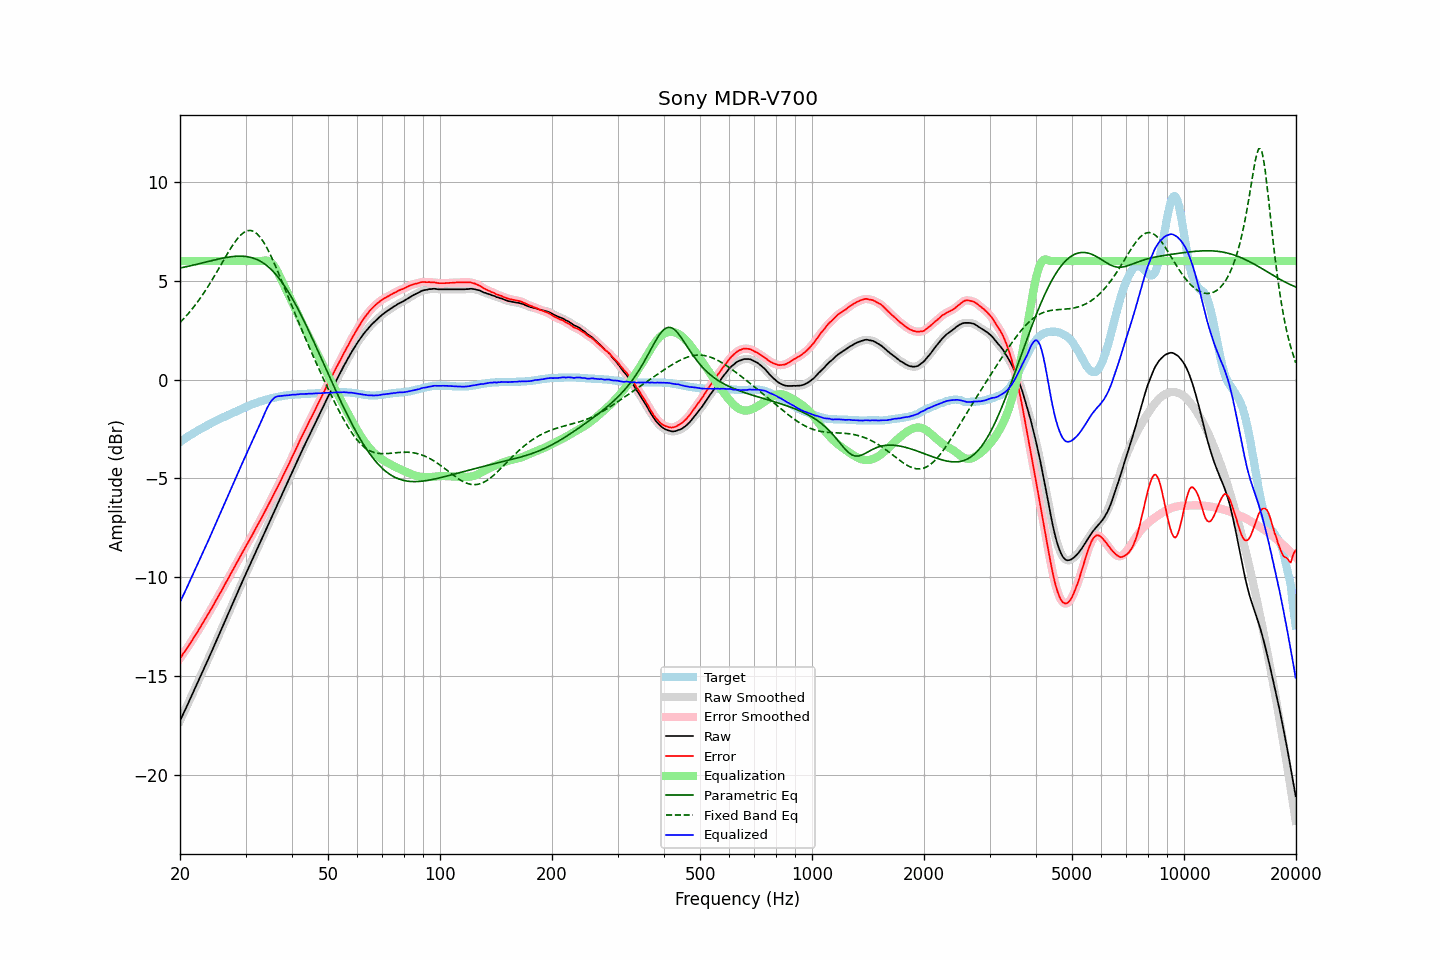 Sony MDR-V700
Amplitude (dBr)
10
5
0
−5
−10
−15
−20
Target
Raw Smoothed
Error Smoothed
Raw
Error
Equalization
Parametric Eq
Fixed Band Eq
Equalized
20 50 100 200 500 1000 2000 5000 10000 20000
Frequency (Hz)